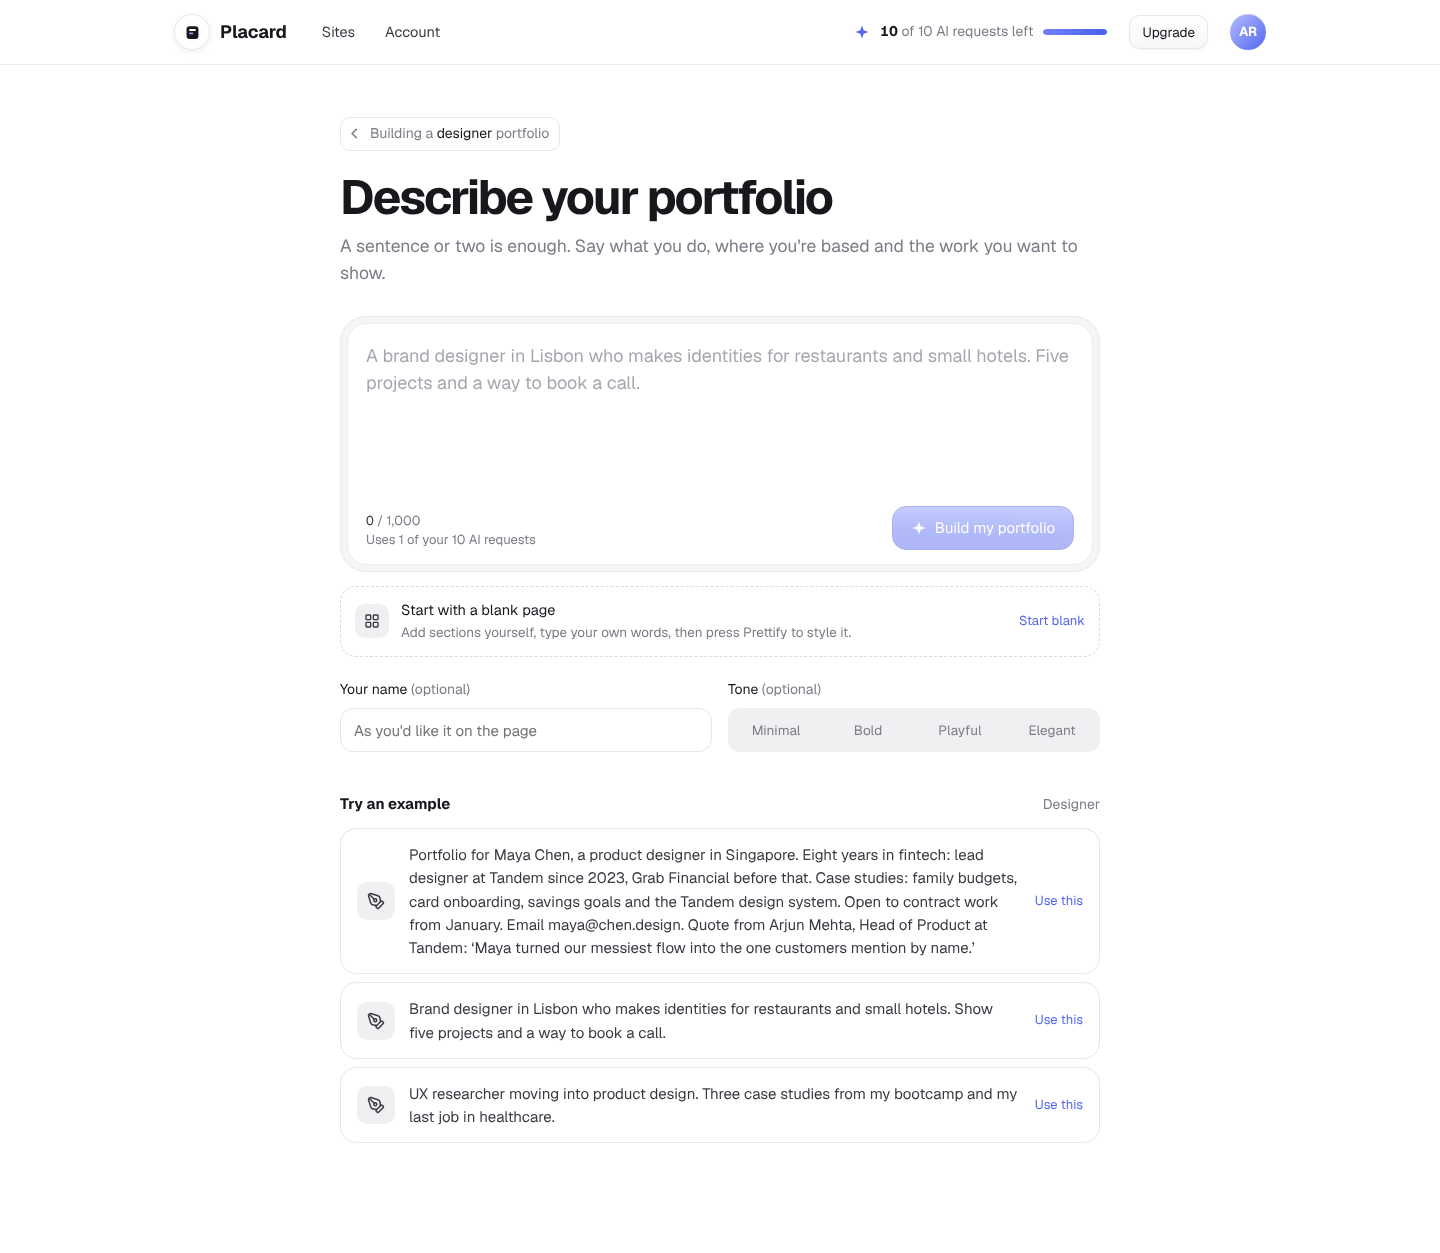 Placard
Sites
Account
10 of 10 AI requests left
Upgrade
AR
Building a designer portfolio
Describe your portfolio
A sentence or two is enough. Say what you do, where you're based and the work you want to
show.
A brand designer in Lisbon who makes identities for restaurants and small hotels. Five
projects and a way to book a call.
0 / 1,000
Uses 1 of your 10 AI requests
Build my portfolio
Start with a blank page
Add sections yourself, type your own words, then press Prettify to style it.
Start blank
Your name (optional)
As you'd like it on the page
Tone (optional)
Minimal
Bold
Playful
Elegant
Try an example
Designer
Portfolio for Maya Chen, a product designer in Singapore. Eight years in fintech: lead
designer at Tandem since 2023, Grab Financial before that. Case studies: family budgets,
card onboarding, savings goals and the Tandem design system. Open to contract work
from January. Email maya@chen.design. Quote from Arjun Mehta, Head of Product at
Tandem: ‘Maya turned our messiest flow into the one customers mention by name.’
Use this
Brand designer in Lisbon who makes identities for restaurants and small hotels. Show
five projects and a way to book a call.
Use this
UX researcher moving into product design. Three case studies from my bootcamp and my
last job in healthcare.
Use this